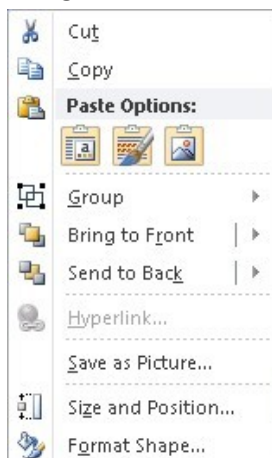 Cut
Copy
Paste Options:
a
Group
Bring to Front
Send to Back
Hyperlink...
Save as Picture...
Size and Position...
Format Shape...